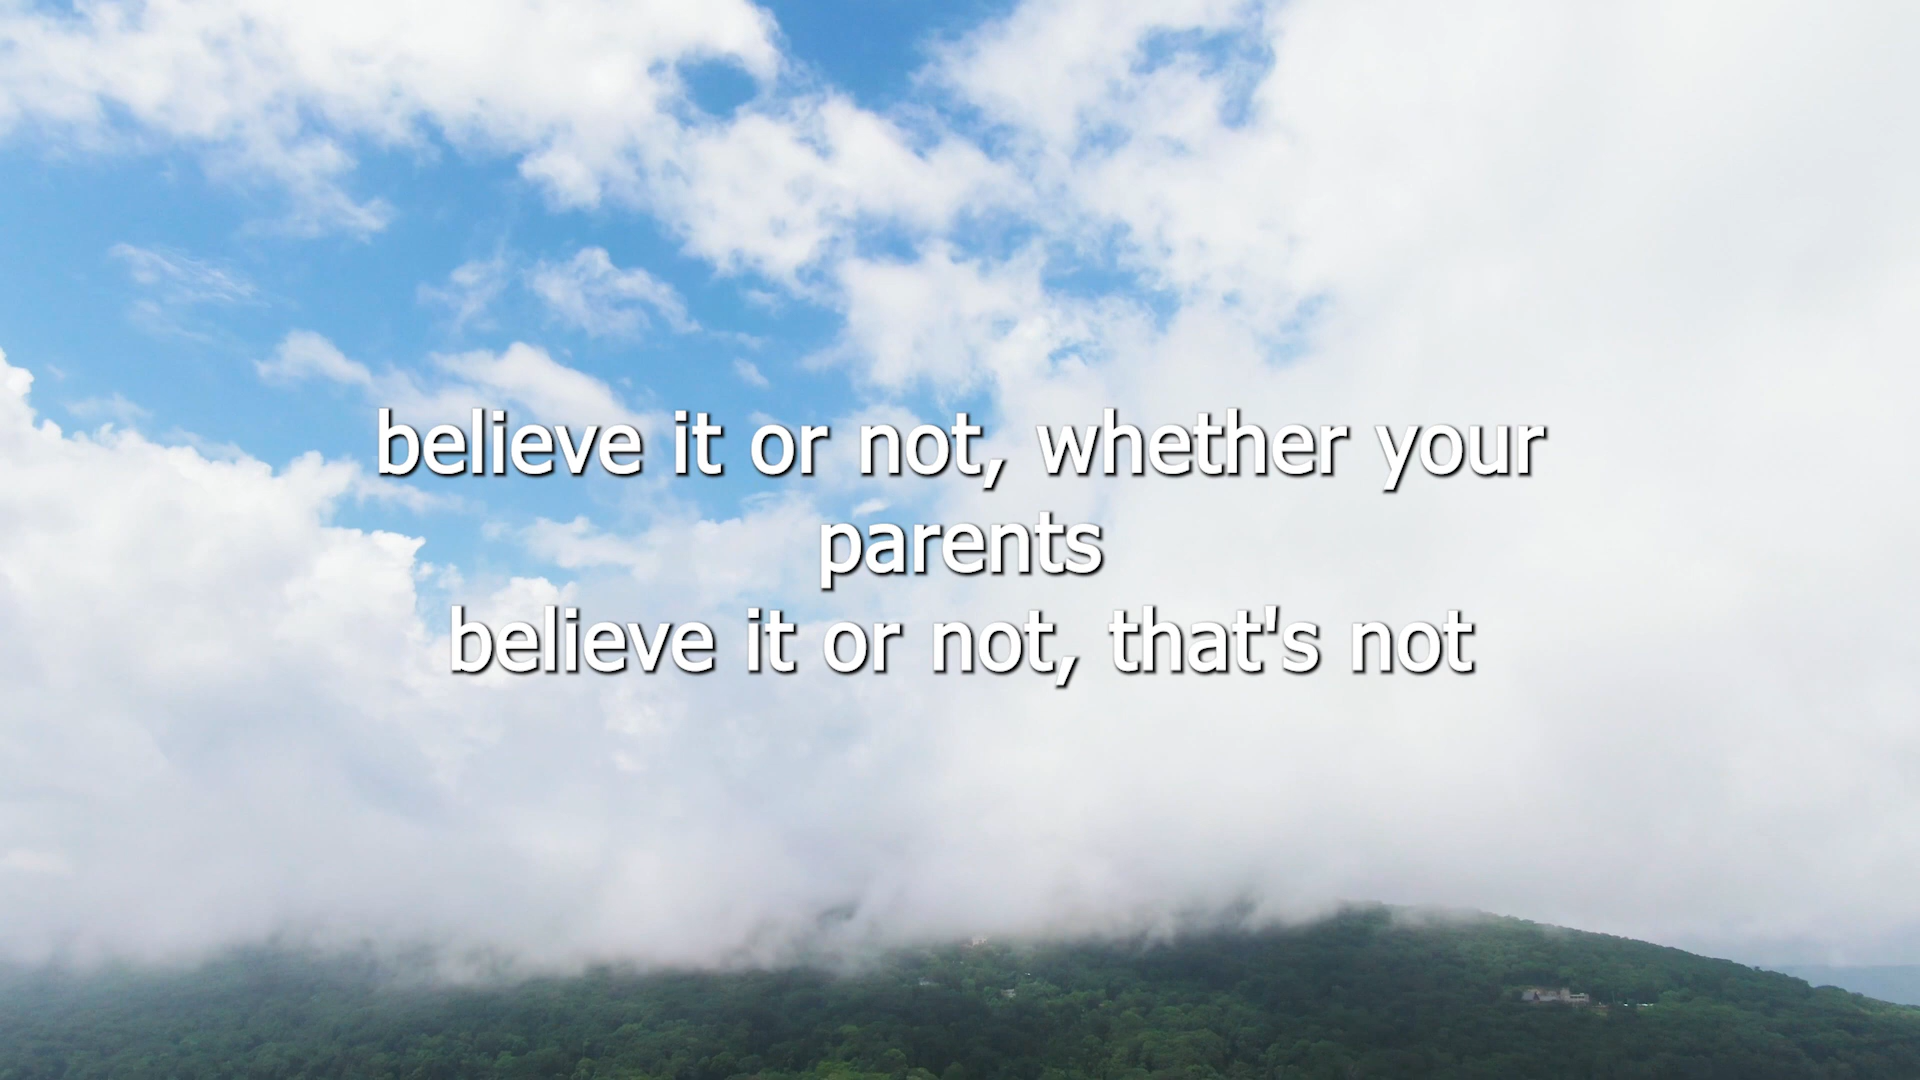 believe it or not, whether your
parents
believe it or not, that's not